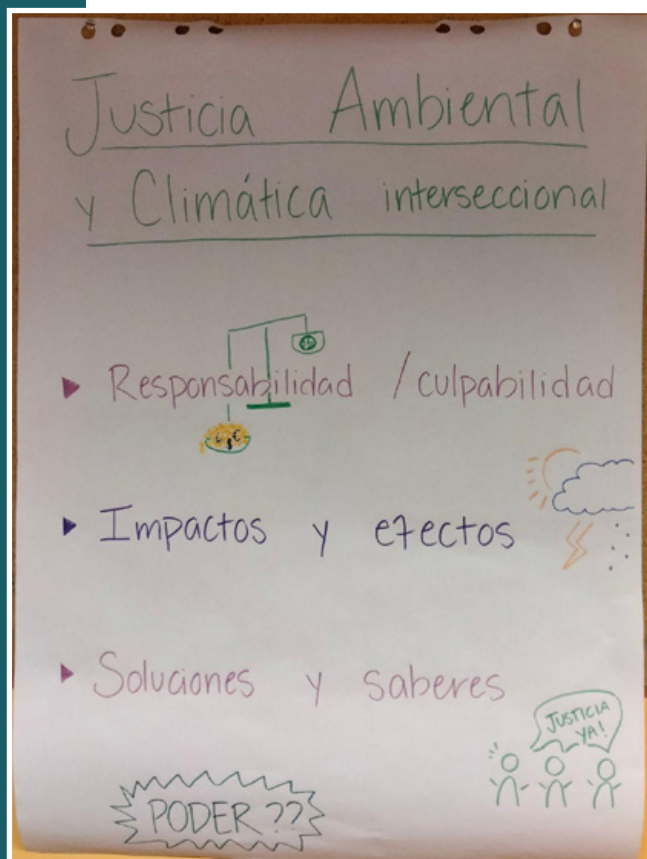 Justicia Ambiental
y Climática interseccional
▶ Responsabilidad / culpabilidad
▶ Impactos y efectos
▶ Soluciones y saberes
JUSTICIA
YA!
PODER ??